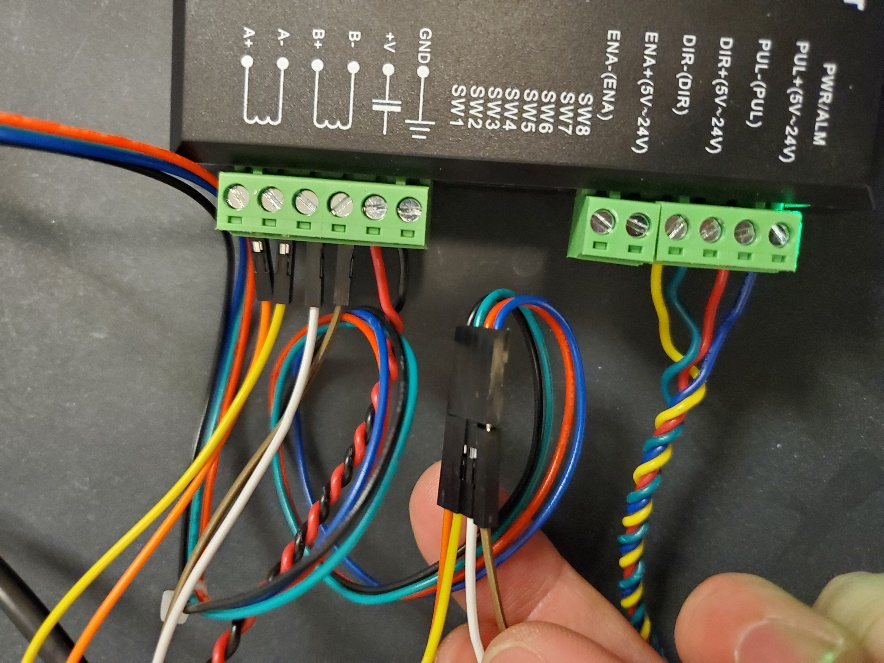 A+
A-
B+
B-
+V
GND
SW1
SW2
SW3
SW4
SW5
SW6
SW7
SW8
ENA-(ENA)
ENA+(5V~24V)
DIR-(DIR)
DIR+(5V~24V)
PUL-(PUL)
PUL+(5V~24V)
PWR/ALM